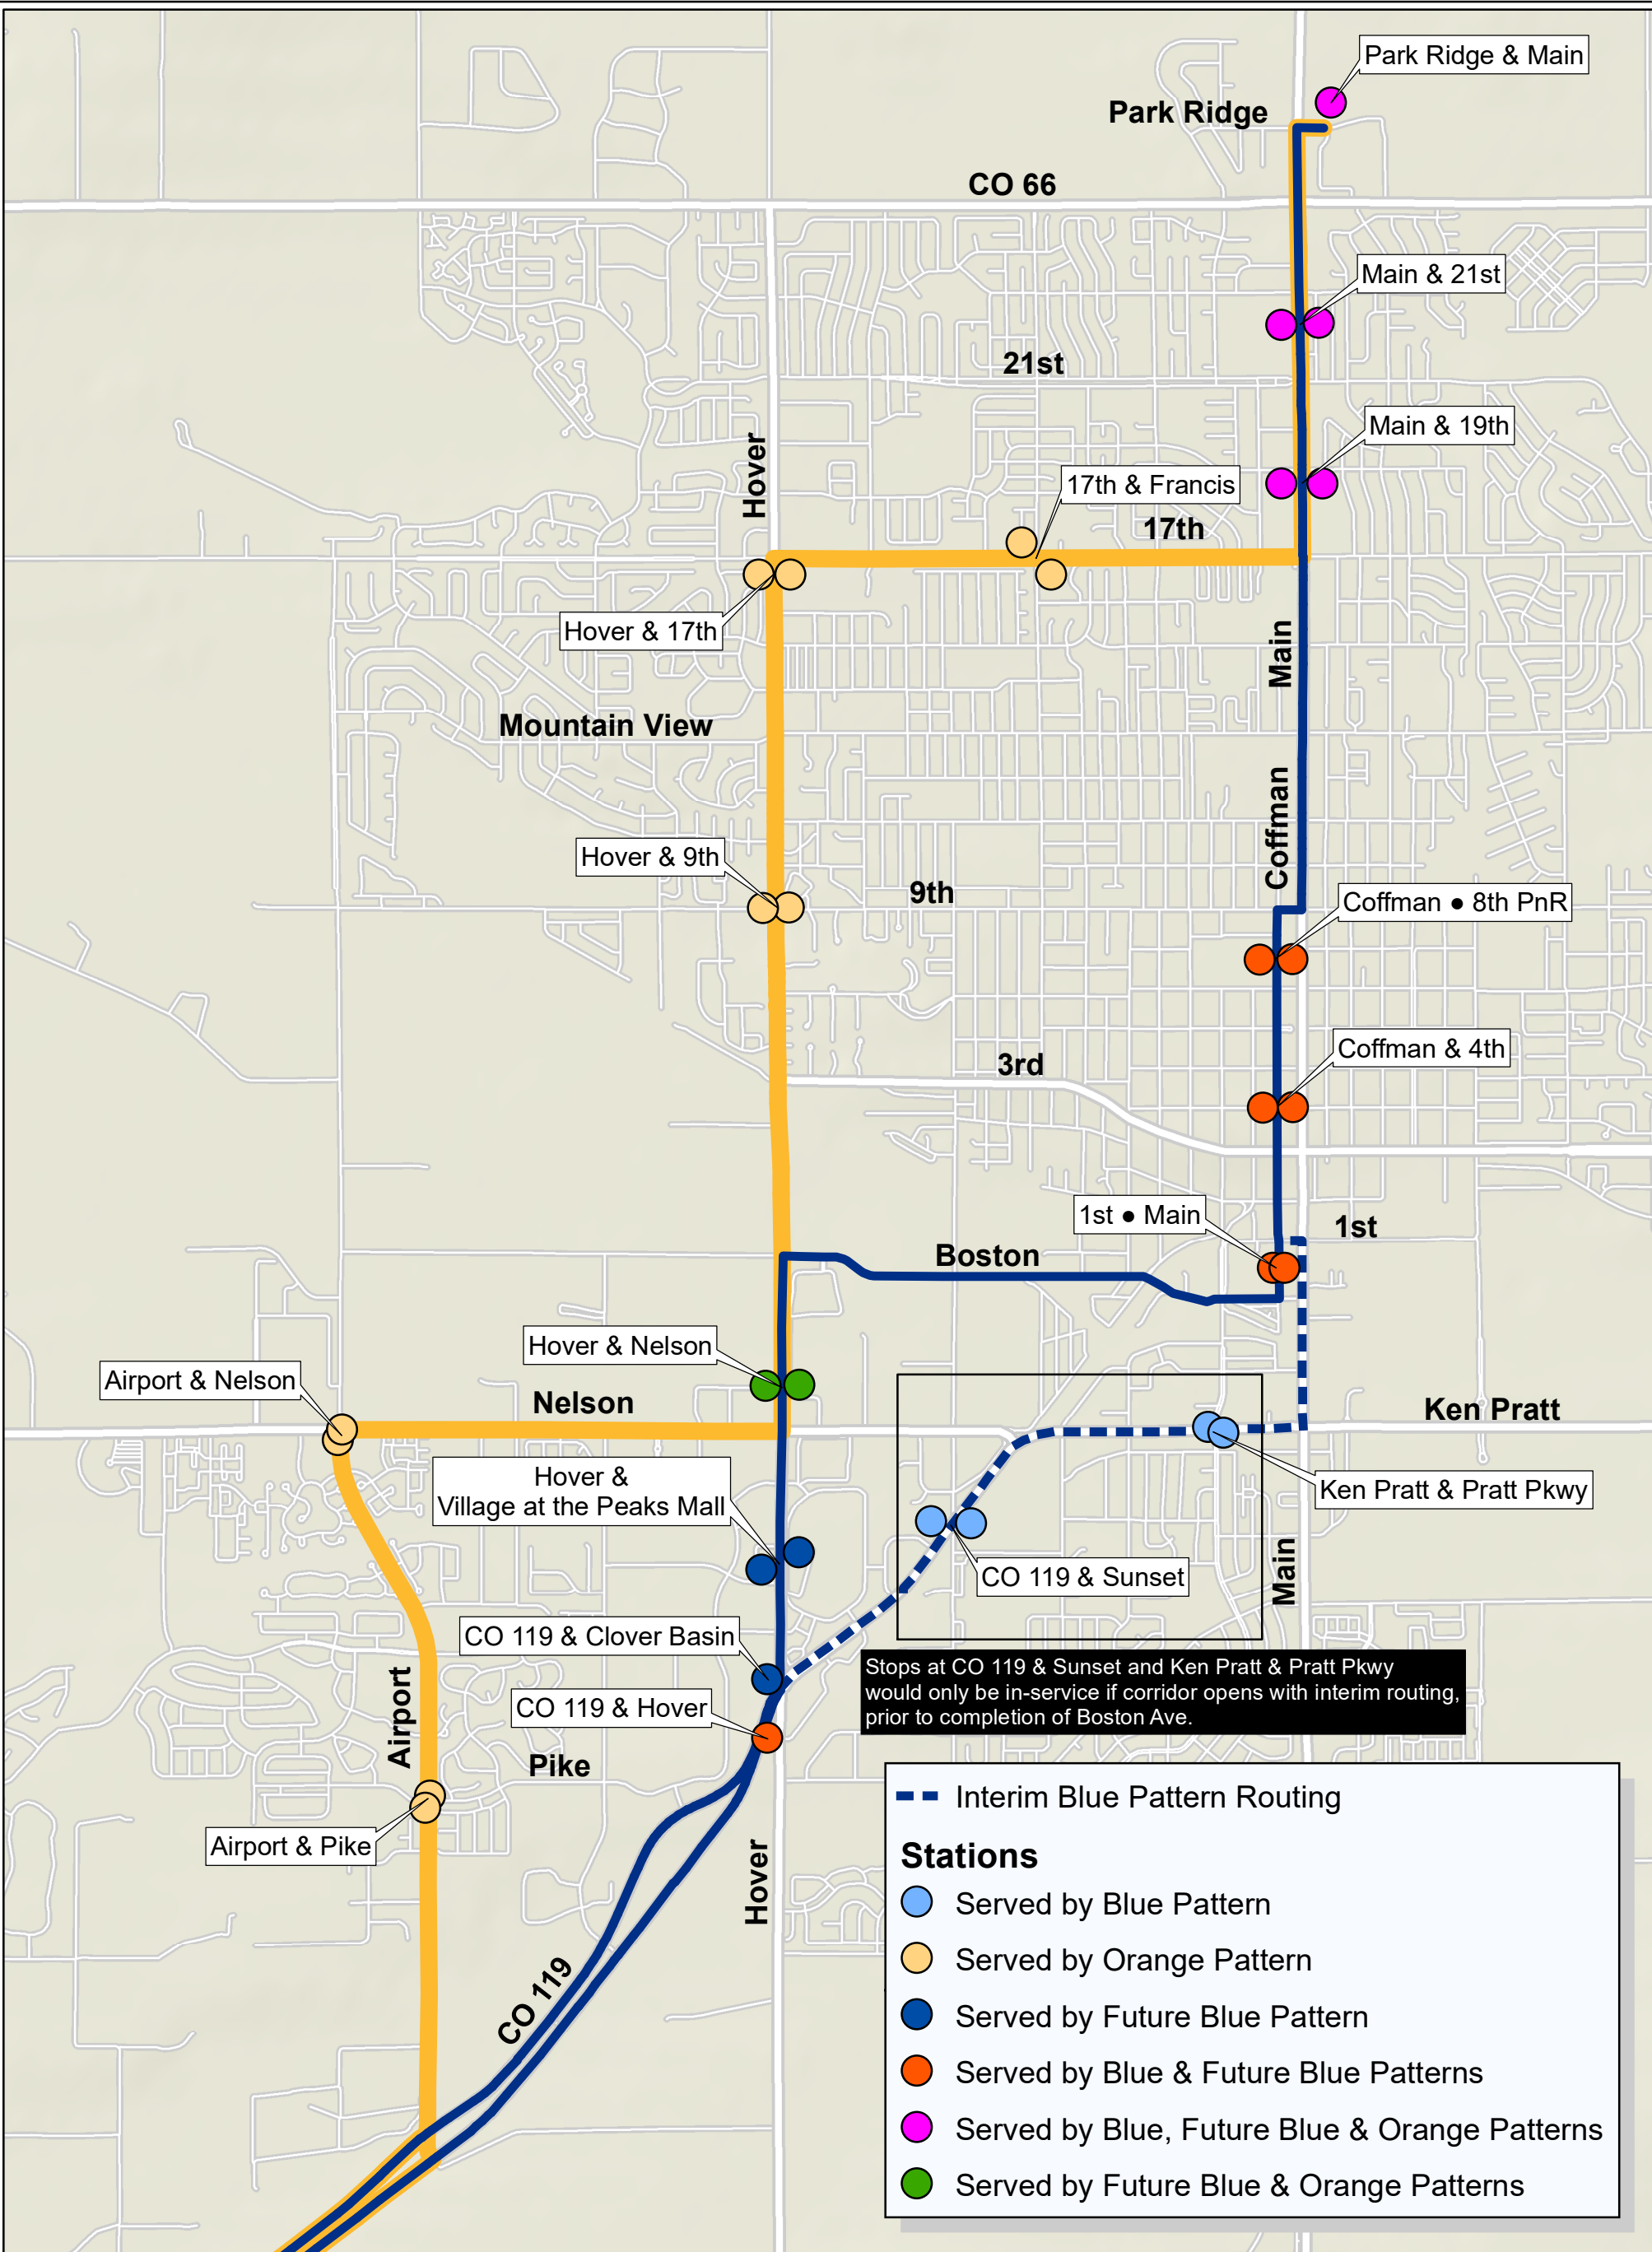 Park Ridge & Main
Park Ridge
CO 66
Main & 21st
21st
Main & 19th
Hover
17th & Francis
17th
Hover & 17th
Main
Mountain View
Coffman
Hover & 9th
9th
Coffman ● 8th PnR
Coffman & 4th
3rd
1st ● Main
1st
Boston
Hover & Nelson
Airport & Nelson
Nelson
Ken Pratt
Hover &
Village at the Peaks Mall
Ken Pratt & Pratt Pkwy
CO 119 & Sunset
Main
CO 119 & Clover Basin
Stops at CO 119 & Sunset and Ken Pratt & Pratt Pkwy
would only be in-service if corridor opens with interim routing,
prior to completion of Boston Ave.
CO 119 & Hover
Airport
Pike
Airport & Pike
Hover
CO 119
Interim Blue Pattern Routing
Stations
Served by Blue Pattern
Served by Orange Pattern
Served by Future Blue Pattern
Served by Blue & Future Blue Patterns
Served by Blue, Future Blue & Orange Patterns
Served by Future Blue & Orange Patterns